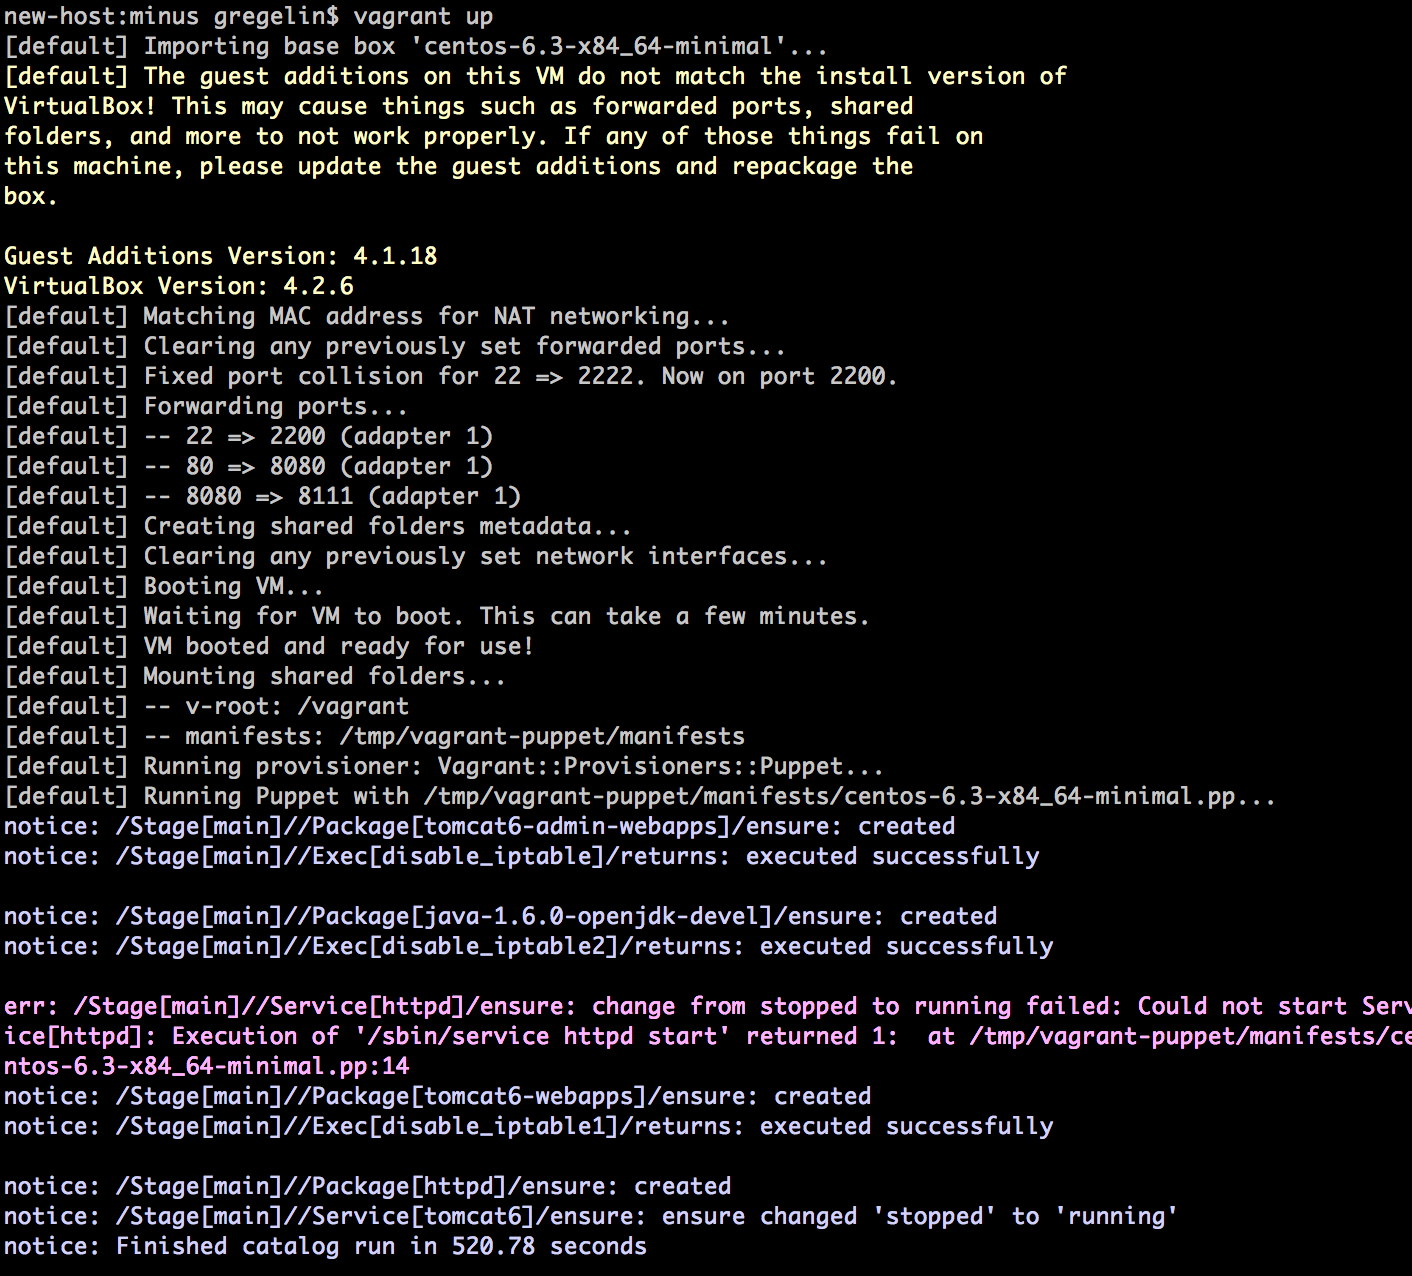 new-host:minus gregelin$ vagrant up
[default] Importing base box 'centos-6.3-x84_64-minimal'...
[default] The guest additions on this VM do not match the install version of
VirtualBox! This may cause things such as forwarded ports, shared
folders, and more to not work properly. If any of those things fail on
this machine, please update the guest additions and repackage the
box.
Guest Additions Version: 4.1.18
VirtualBox Version: 4.2.6
[default] Matching MAC address for NAT networking...
[default] Clearing any previously set forwarded ports...
[default] Fixed port collision for 22 => 2222. Now on port 2200.
[default] Forwarding ports...
[default] -- 22 => 2200 (adapter 1)
[default] -- 80 => 8080 (adapter 1)
[default] -- 8080 => 8111 (adapter 1)
[default] Creating shared folders metadata...
[default] Clearing any previously set network interfaces...
[default] Booting VM...
[default] Waiting for VM to boot. This can take a few minutes.
[default] VM booted and ready for use!
[default] Mounting shared folders...
[default] -- v-root: /vagrant
[default] -- manifests: /tmp/vagrant-puppet/manifests
[default] Running provisioner: Vagrant::Provisioners::Puppet...
[default] Running Puppet with /tmp/vagrant-puppet/manifests/centos-6.3-x84_64-minimal.pp...
notice: /Stage[main]//Package[tomcat6-admin-webapps]/ensure: created
notice: /Stage[main]//Exec[disable_iptable]/returns: executed successfully
notice: /Stage[main]//Package[java-1.6.0-openjdk-devel]/ensure: created
notice: /Stage[main]//Exec[disable_iptable2]/returns: executed successfully
err: /Stage[main]//Service[httpd]/ensure: change from stopped to running failed: Could not start Serv
ice[httpd]: Execution of '/sbin/service httpd start' returned 1:  at /tmp/vagrant-puppet/manifests/ce
ntos-6.3-x84_64-minimal.pp:14
notice: /Stage[main]//Package[tomcat6-webapps]/ensure: created
notice: /Stage[main]//Exec[disable_iptable1]/returns: executed successfully
notice: /Stage[main]//Package[httpd]/ensure: created
notice: /Stage[main]//Service[tomcat6]/ensure: ensure changed 'stopped' to 'running'
notice: Finished catalog run in 520.78 seconds